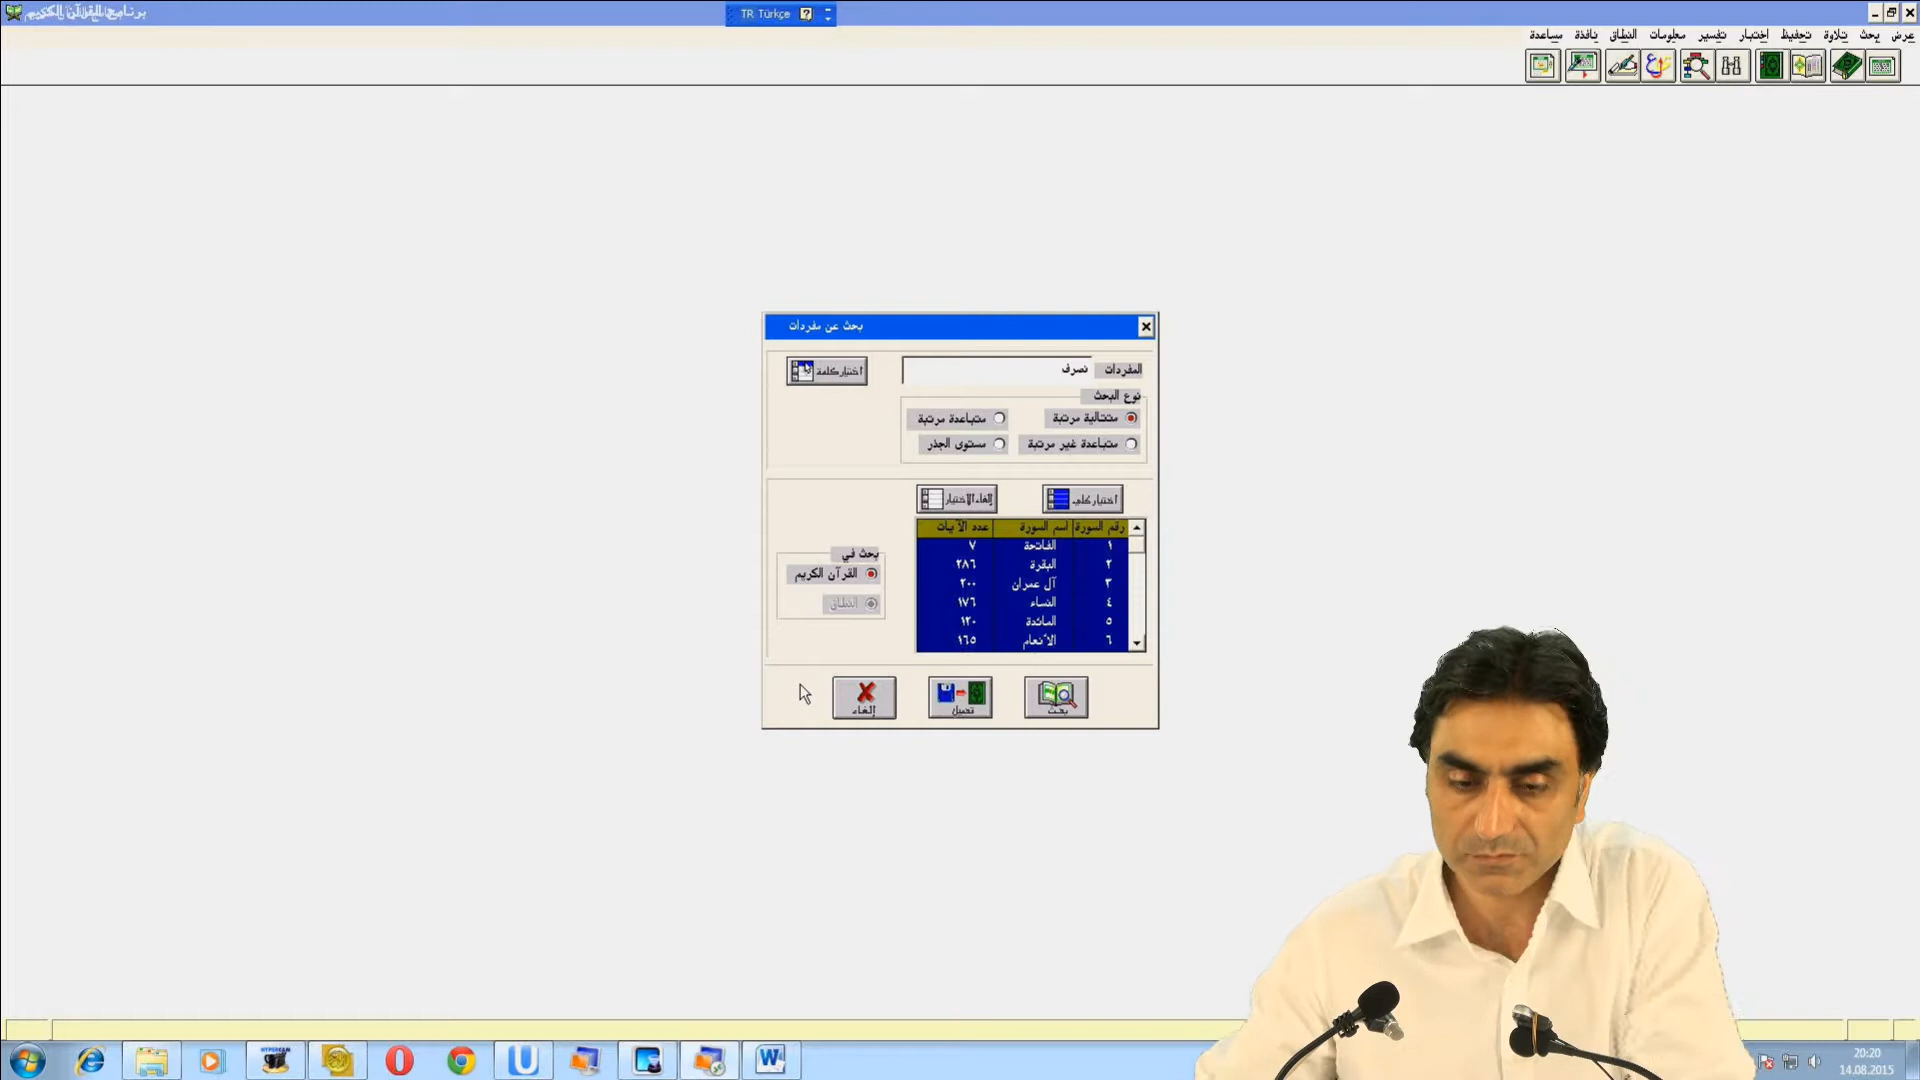 برنامج القرآن الكريم
TR Türkçe
عرض بحث تلاوة تحفيظ اختبار تفسير معلومات النطاق نافذة مساعدة
بحث عن مفردات
المفردات نصرف اختيار كلمة
نوع البحث
متتالية مرتبة متباعدة مرتبة
متباعدة غير مرتبة مستوى الجذر
اختيار كلي إلغاء الاختيار
رقم السورة اسم السورة عدد الآيات
١ الفاتحة ٧
٢ البقرة ٢٨٦
٣ آل عمران ٢٠٠
٤ النساء ١٧٦
٥ المائدة ١٢٠
٦ الأنعام ١٦٥
بحث في
القرآن الكريم
النطاق
بحث تحميل إلغاء
HYPERCAM
20:20
14.08.2015